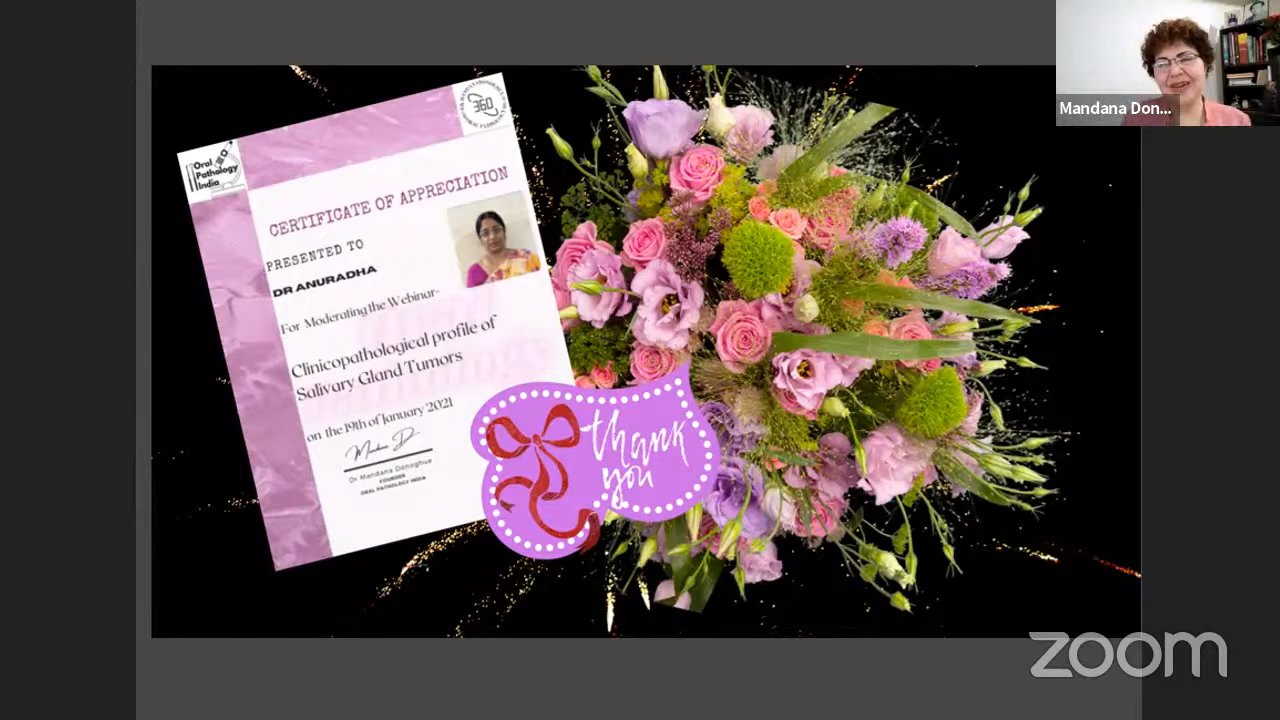 Mandana Don...
360
Oral
Pathology
India
CERTIFICATE OF APPRECIATION
PRESENTED TO
DR ANURADHA
For Moderating the Webinar-
Clinicopathological profile of
Salivary Gland Tumors
on the 19th of January 2021
Dr Mandana Donoghue
FOUNDER
ORAL PATHOLOGY INDIA
thank
you
zoom